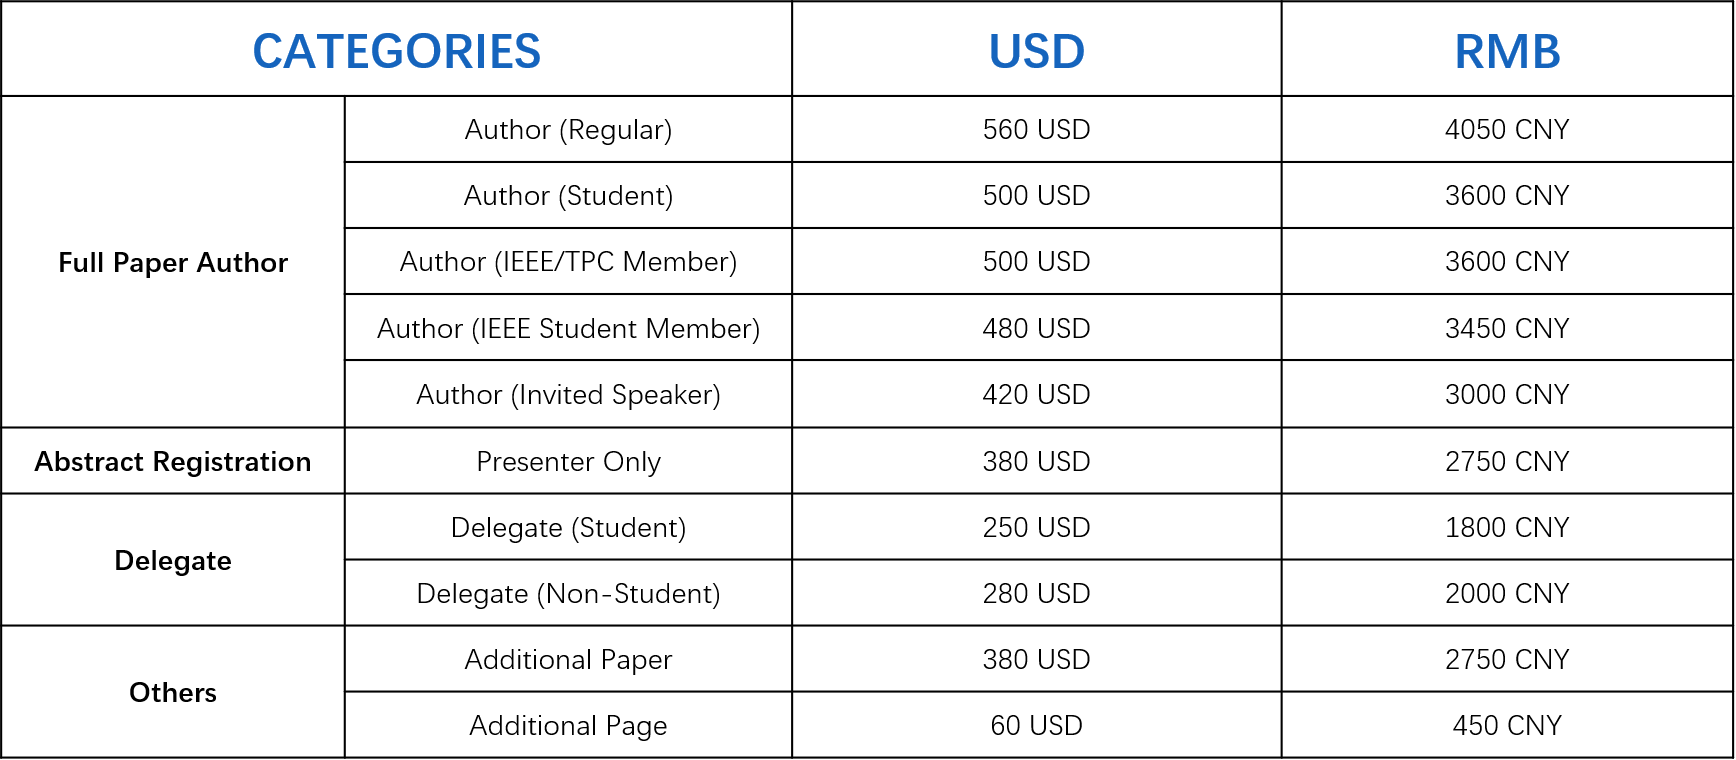 CATEGORIES USD RMB
Full Paper Author
Author (Regular) 560 USD 4050 CNY
Author (Student) 500 USD 3600 CNY
Author (IEEE/TPC Member) 500 USD 3600 CNY
Author (IEEE Student Member) 480 USD 3450 CNY
Author (Invited Speaker) 420 USD 3000 CNY
Abstract Registration Presenter Only 380 USD 2750 CNY
Delegate
Delegate (Student) 250 USD 1800 CNY
Delegate (Non-Student) 280 USD 2000 CNY
Others
Additional Paper 380 USD 2750 CNY
Additional Page 60 USD 450 CNY